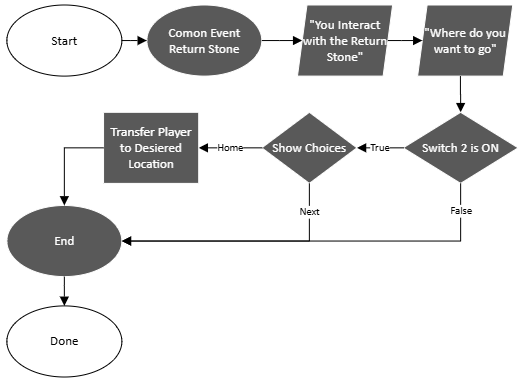 Start
Comon Event
Return Stone
"You Interact
with the Return
Stone"
"Where do you
want to go"
Transfer Player
to Desiered
Location
Home
Show Choices
True
Switch 2 is ON
Next
False
End
Done